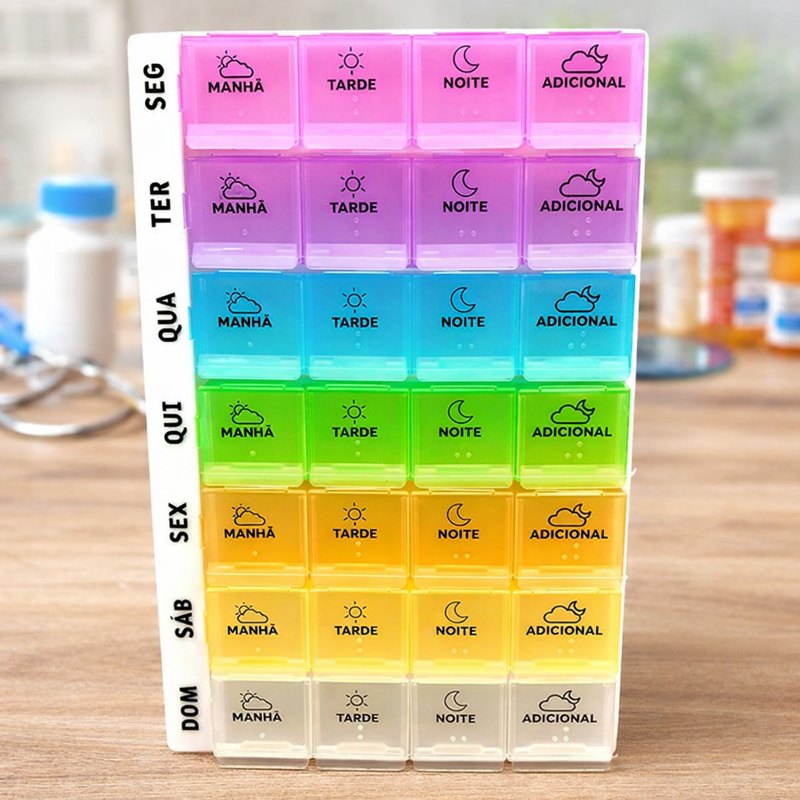 SEG
MANHÃ TARDE NOITE ADICIONAL
TER
MANHÃ TARDE NOITE ADICIONAL
QUA
MANHÃ TARDE NOITE ADICIONAL
QUI
MANHÃ TARDE NOITE ADICIONAL
SEX
MANHÃ TARDE NOITE ADICIONAL
SÁB
MANHÃ TARDE NOITE ADICIONAL
DOM
MANHÃ TARDE NOITE ADICIONAL